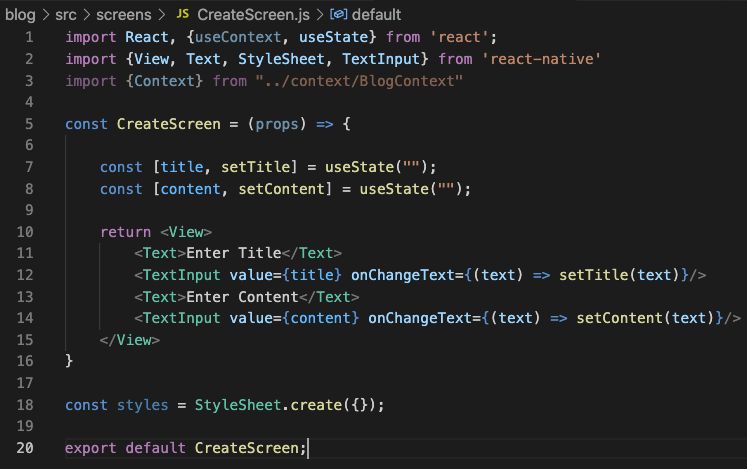 blog > src > screens > JS CreateScreen.js > default
1 import React, {useContext, useState} from 'react';
2 import {View, Text, StyleSheet, TextInput} from 'react-native'
3 import {Context} from "../context/BlogContext"
4
5 const CreateScreen = (props) => {
6
7     const [title, setTitle] = useState("");
8     const [content, setContent] = useState("");
9
10     return <View>
11         <Text>Enter Title</Text>
12         <TextInput value={title} onChangeText={(text) => setTitle(text)}/>
13         <Text>Enter Content</Text>
14         <TextInput value={content} onChangeText={(text) => setContent(text)}/>
15     </View>
16 }
17
18 const styles = StyleSheet.create({});
19
20 export default CreateScreen;